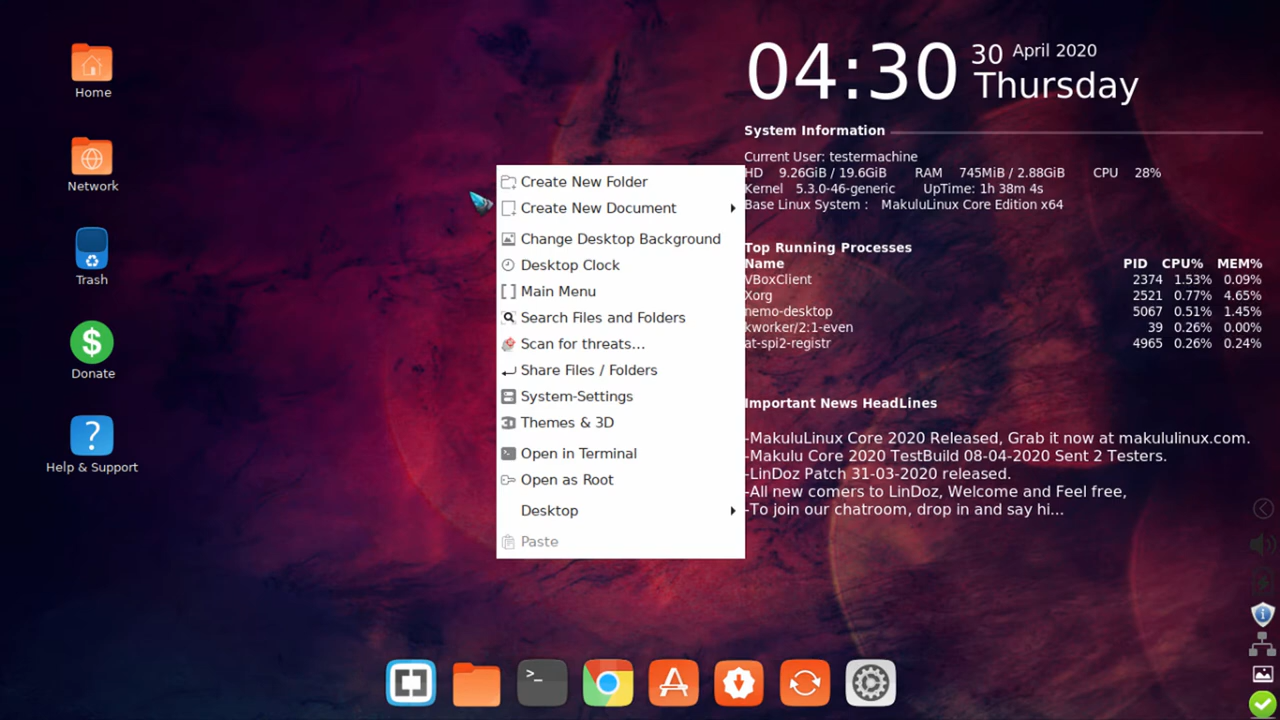 Home
Network
Trash
$
Donate
?
Help & Support
Create New Folder
Create New Document
Change Desktop Background
Desktop Clock
Main Menu
Search Files and Folders
Scan for threats...
Share Files / Folders
System-Settings
3D Themes & 3D
Open in Terminal
Open as Root
Desktop
Paste
04:30 30 April 2020
Thursday
System Information
Current User: testermachine
HD 9.26GiB / 19.6GiB RAM 745MiB / 2.88GiB CPU 28%
Kernel 5.3.0-46-generic UpTime: 1h 38m 4s
Base Linux System : MakuluLinux Core Edition x64
Top Running Processes
Name PID CPU% MEM%
VBoxClient 2374 1.53% 0.09%
Xorg 2521 0.77% 4.65%
nemo-desktop 5067 0.51% 1.45%
kworker/2:1-even 39 0.26% 0.00%
at-spi2-registr 4965 0.26% 0.24%
Important News HeadLines
-MakuluLinux Core 2020 Released, Grab it now at makululinux.com.
-Makulu Core 2020 TestBuild 08-04-2020 Sent 2 Testers.
-LinDoz Patch 31-03-2020 released.
-All new comers to LinDoz, Welcome and Feel free,
-To join our chatroom, drop in and say hi...
>_